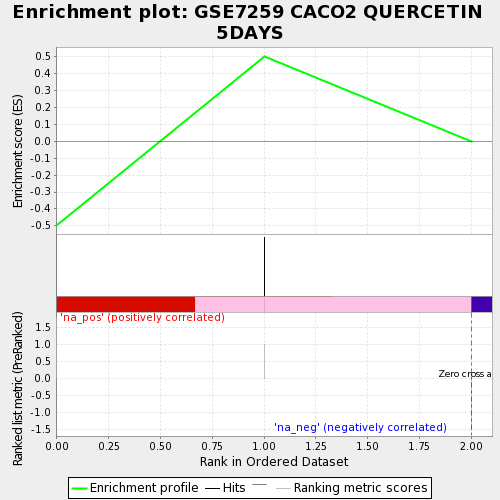 Enrichment plot: GSE7259 CACO2 QUERCETIN
5DAYS
Enrichment score (ES)
0.5
0.4
0.3
0.2
0.1
0.0
-0.1
-0.2
-0.3
-0.4
-0.5
'na_pos' (positively correlated)
Ranked list metric (PreRanked)
1.5
1.0
0.5
0.0
-0.5
-1.0
-1.5
Zero cross a
'na_neg' (negatively correlated)
0.00 0.25 0.50 0.75 1.00 1.25 1.50 1.75 2.00
Rank in Ordered Dataset
Enrichment profile Hits Ranking metric scores